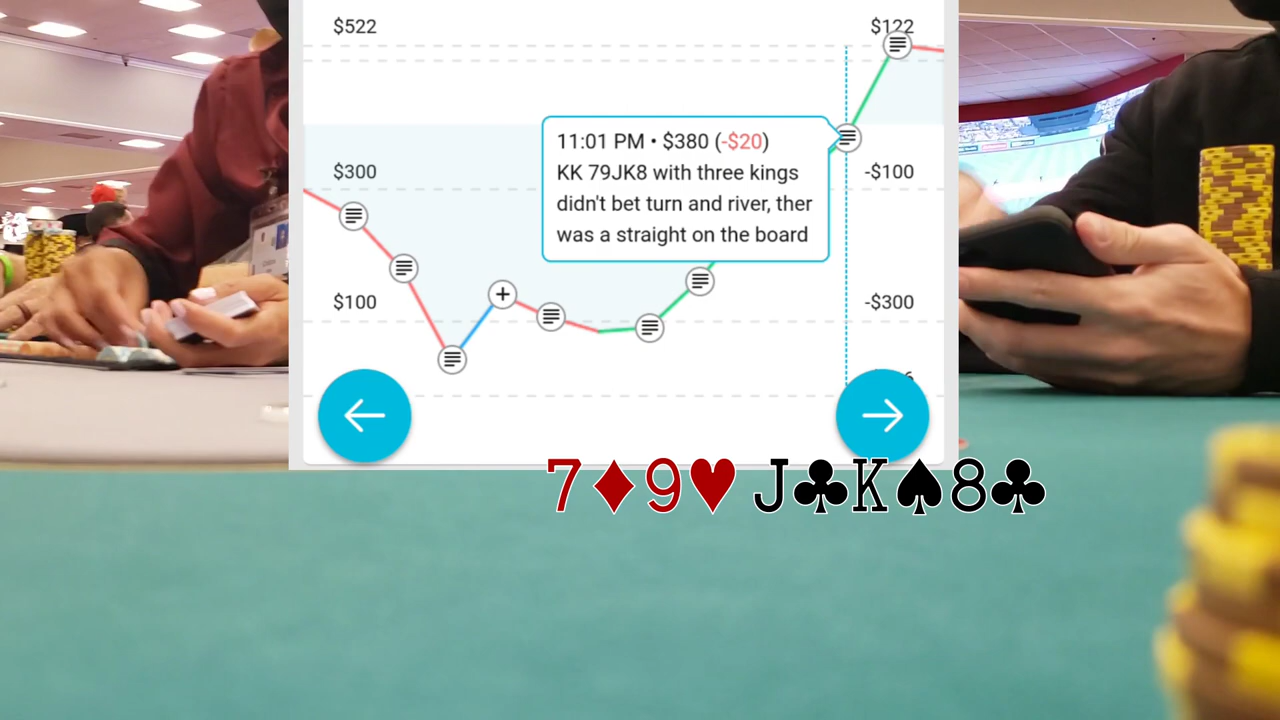 $522
$122
11:01 PM • $380 (-$20)
KK 79JK8 with three kings
didn't bet turn and river, ther
was a straight on the board
$300
-$100
$100
-$300
7♦9♥ J♣K♠8♣